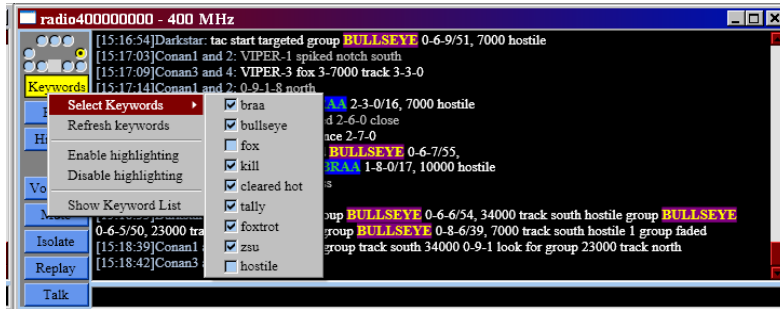 radio400000000 - 400 MHz
[15:16:54]Darkstar: tac start targeted group BULLSEYE 0-6-9/51, 7000 hostile
[15:17:03]Conan1 and 2: VIPER-1 spiked notch south
[15:17:09]Conan3 and 4: VIPER-3 fox 3-7000 track 3-3-0
Keywords
[15:17:14]Conan1 and 2: 0-9-1-8 north
Select Keywords
Refresh keywords
Enable highlighting
Disable highlighting
Show Keyword List
braa
bullseye
fox
kill
cleared hot
tally
foxtrot
zsu
hostile
2-3-0/16, 7000 hostile
2-6-0 close
2-7-0
BULLSEYE 0-6-7/55,
BRAA 1-8-0/17, 10000 hostile
BULLSEYE 0-6-6/54, 34000 track south hostile group BULLSEYE
0-6-5/50, 23000
group BULLSEYE 0-8-6/39, 7000 track south hostile 1 group faded
Isolate
[15:18:39]Conan1
group track south 34000 0-9-1 look for group 23000 track north
Replay
[15:18:42]Conan3
Talk